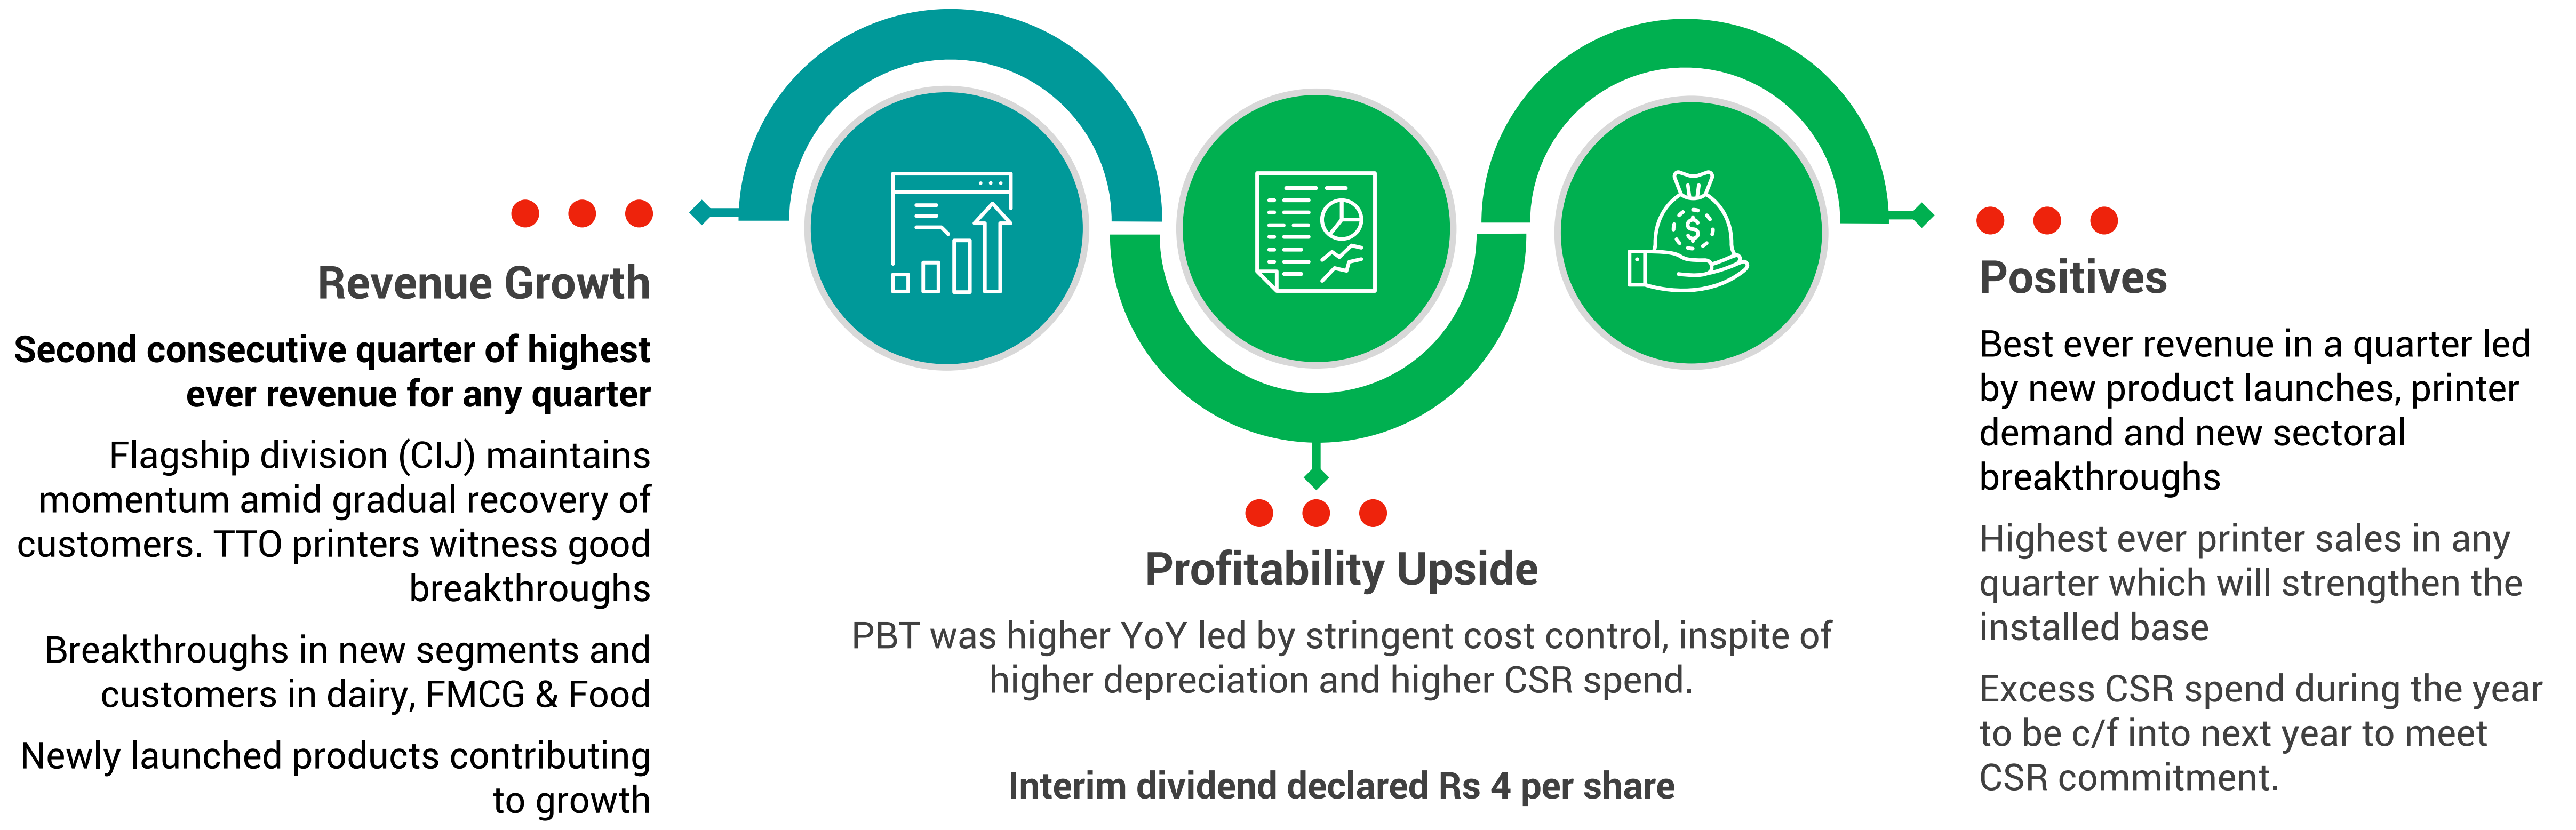 Revenue Growth
Second consecutive quarter of highest
ever revenue for any quarter
Flagship division (CIJ) maintains
momentum amid gradual recovery of
customers. TTO printers witness good
breakthroughs
Breakthroughs in new segments and
customers in dairy, FMCG & Food
Newly launched products contributing
to growth
$
Profitability Upside
PBT was higher YoY led by stringent cost control, inspite of
higher depreciation and higher CSR spend.
Interim dividend declared Rs 4 per share
Positives
Best ever revenue in a quarter led
by new product launches, printer
demand and new sectoral
breakthroughs
Highest ever printer sales in any
quarter which will strengthen the
installed base
Excess CSR spend during the year
to be c/f into next year to meet
CSR commitment.